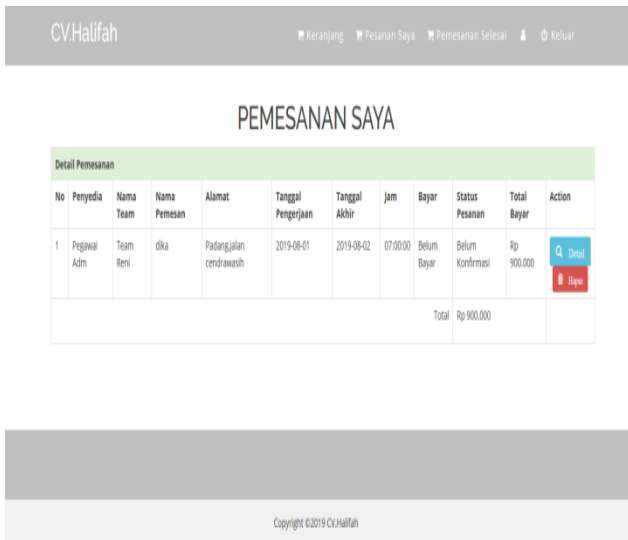 CV.Halifah
Keranjang Pesanan Saya Pemesanan Selesai Keluar
PEMESANAN SAYA
Detail Pemesanan
No Penyedia Nama Team Nama Pemesan Alamat Tanggal Pengerjaan Tanggal Akhir Jam Bayar Status Pesanan Total Bayar Action
1 Pegawai Adm Team Reni dika Padang,jalan cendrawasih 2019-08-01 2019-08-02 07:00:00 Belum Bayar Belum Konfirmasi Rp 900.000 Detail
Hapus
Total Rp 900.000
Copyright ©2019 CV.Halifah